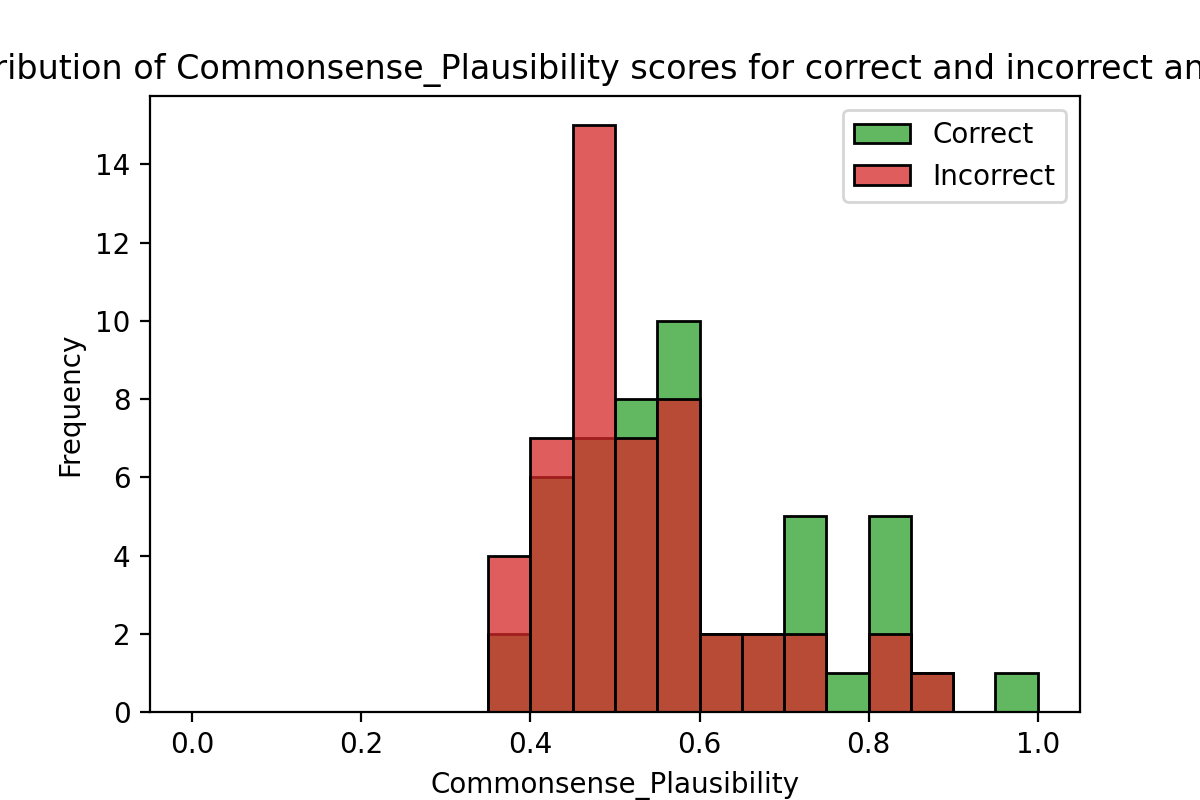 ribution of Commonsense_Plausibility scores for correct and incorrect an
Correct
Incorrect
14
12
10
8
6
4
2
0
Frequency
0.0 0.2 0.4 0.6 0.8 1.0
Commonsense_Plausibility